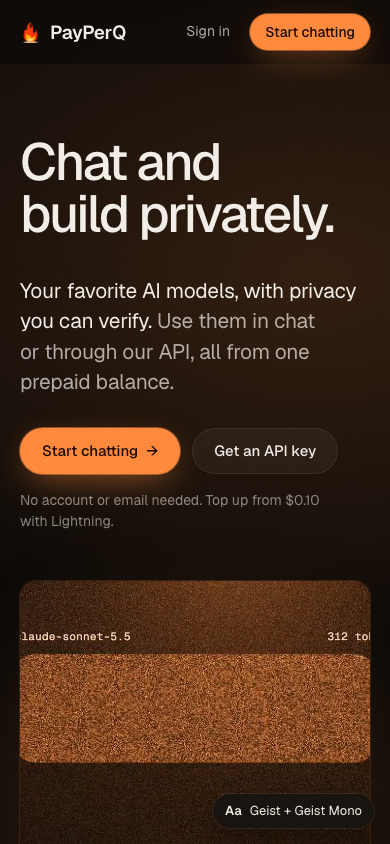 PayPerQ
Sign in
Start chatting
Chat and
build privately.
Your favorite AI models, with privacy
you can verify. Use them in chat
or through our API, all from one
prepaid balance.
Start chatting →
Get an API key
No account or email needed. Top up from $0.10
with Lightning.
laude-sonnet-5.5
312 tok
Aa Geist + Geist Mono